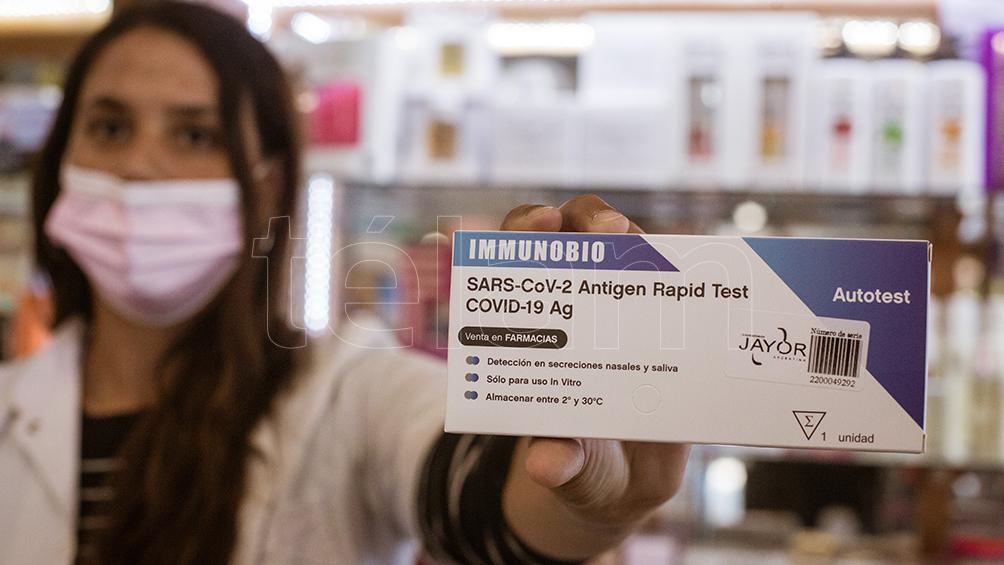 IMMUNOBIO
SARS-CoV-2 Antigen Rapid Test
COVID-19 Ag
Autotest
Venta en FARMACIAS
Detección en secreciones nasales y saliva
Sólo para uso In Vitro
Almacenar entre 2° y 30°C
JAYOR
ARGENTINA
Número de serie
2200049292
Σ
1 unidad
télam